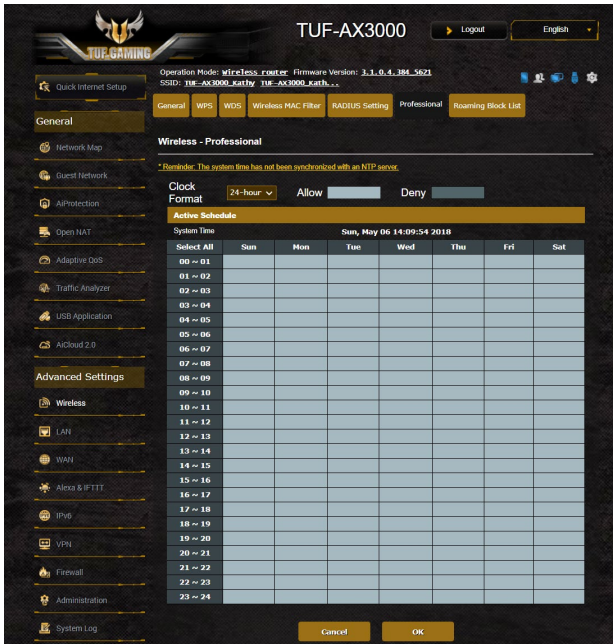 TUF GAMING
TUF-AX3000
Logout
English
Operation Mode: Wireless router Firmware Version: 3.1.0.4.384_5621
SSID: TUF-AX3000_Kathy TUF-AX3000_Kath...
Quick Internet Setup
General
Network Map
Guest Network
AiProtection
Open NAT
Adaptive QoS
Traffic Analyzer
USB Application
AiCloud 2.0
Advanced Settings
Wireless
LAN
WAN
Alexa & IFTTT
IPv6
VPN
Firewall
Administration
System Log
General WPS WDS Wireless MAC Filter RADIUS Setting Professional Roaming Block List
Wireless - Professional
* Reminder: The system time has not been synchronized with an NTP server.
Clock Format 24-hour Allow Deny
Active Schedule
System Time Sun, May 06 14:09:54 2018
Select All Sun Mon Tue Wed Thu Fri Sat
00 ~ 01
01 ~ 02
02 ~ 03
03 ~ 04
04 ~ 05
05 ~ 06
06 ~ 07
07 ~ 08
08 ~ 09
09 ~ 10
10 ~ 11
11 ~ 12
12 ~ 13
13 ~ 14
14 ~ 15
15 ~ 16
16 ~ 17
17 ~ 18
18 ~ 19
19 ~ 20
20 ~ 21
21 ~ 22
22 ~ 23
23 ~ 24
Cancel OK